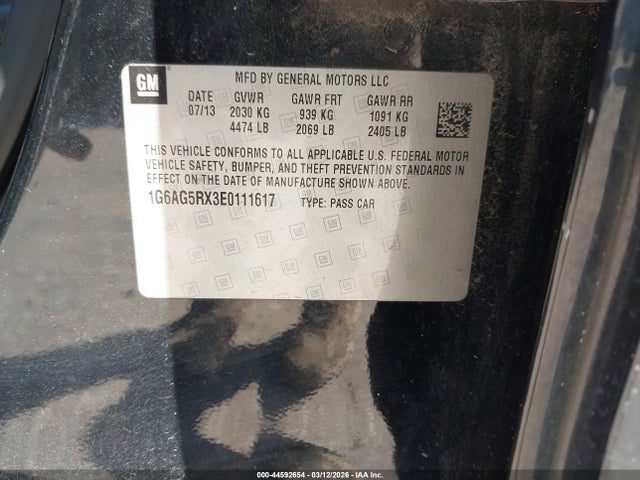 GM
MFD BY GENERAL MOTORS LLC
DATE GVWR GAWR FRT GAWR RR
07/13 2030 KG 939 KG 1091 KG
4474 LB 2069 LB 2405 LB
THIS VEHICLE CONFORMS TO ALL APPLICABLE U.S. FEDERAL MOTOR
VEHICLE SAFETY, BUMPER, AND THEFT PREVENTION STANDARDS IN
EFFECT ON THE DATE OF MANUFACTURE SHOWN ABOVE.
1G6AG5RX3E0111617 TYPE: PASS CAR
000-44592654 - 03/12/2026 - IAA Inc.